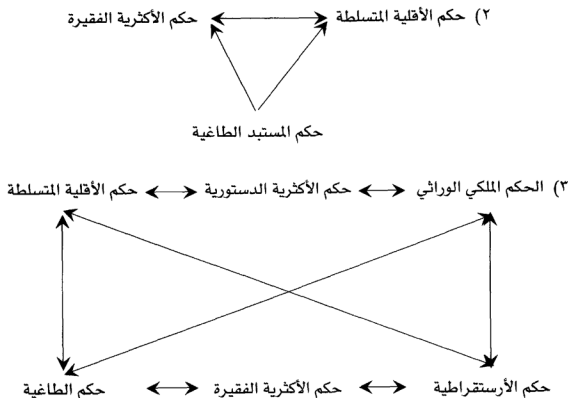 ٢) حكم الأقلية المتسلطة حكم الأكثرية الفقيرة
حكم المستبد الطاغية
٣) الحكم الملكي الوراثي حكم الأكثرية الدستورية حكم الأقلية المتسلطة
حكم الأرستقراطية حكم الأكثرية الفقيرة حكم الطاغية